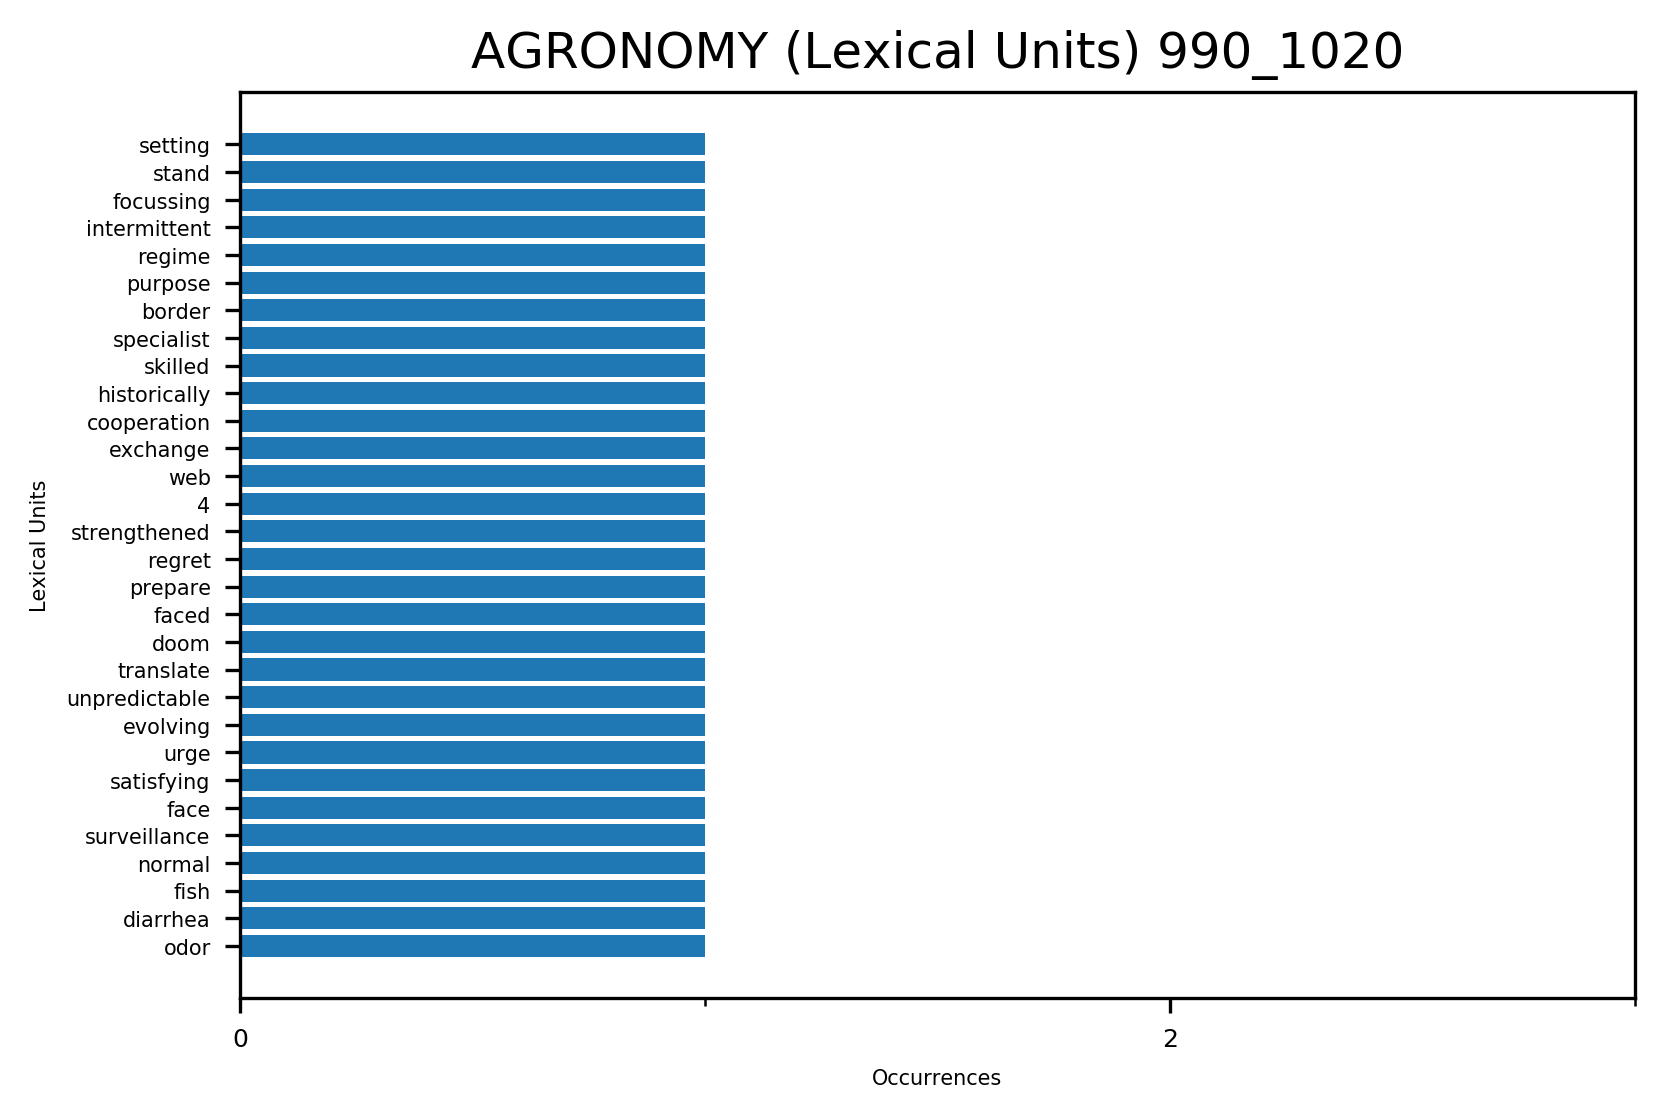 AGRONOMY (Lexical Units) 990_1020
setting
stand
focussing
intermittent
regime
purpose
border
specialist
skilled
historically
cooperation
exchange
web
4
strengthened
regret
prepare
faced
doom
translate
unpredictable
evolving
urge
satisfying
face
surveillance
normal
fish
diarrhea
odor
Lexical Units
0 2
Occurrences